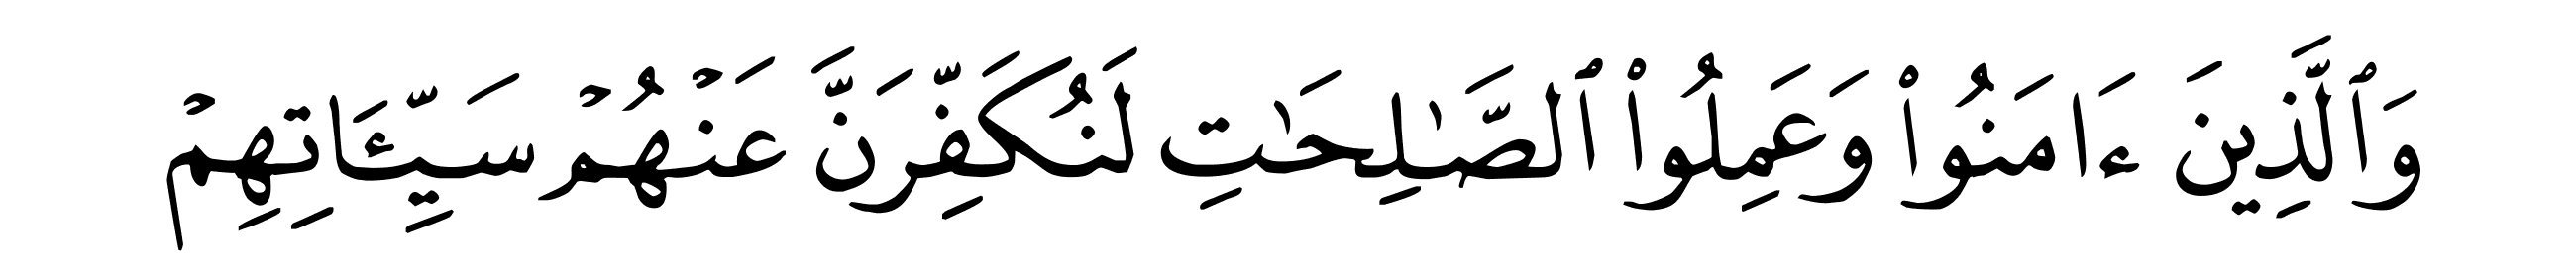 وَٱلَّذِينَ ءَامَنُوا۟ وَعَمِلُوا۟ ٱلصَّـٰلِحَـٰتِ لَنُكَفِّرَنَّ عَنْهُمْ سَيِّـَٔاتِهِمْ